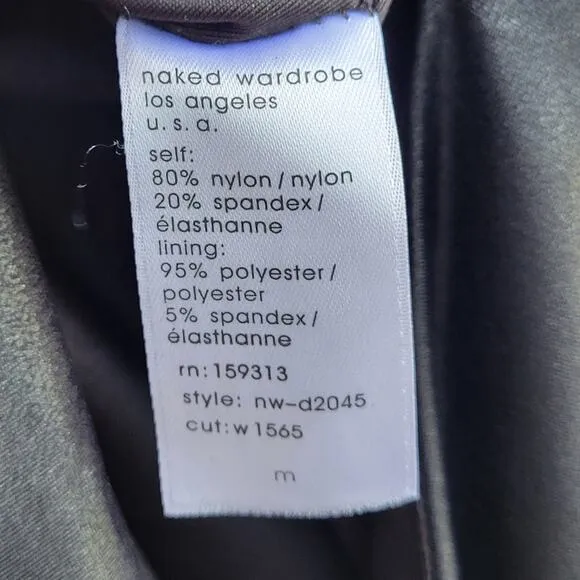 naked wardrobe
los angeles
u.s.a.
self:
80% nylon/nylon
20% spandex/
élasthanne
lining:
95% polyester/
polyester
5% spandex/
élasthanne
rn:159313
style: nw-d2045
cut:w1565
m